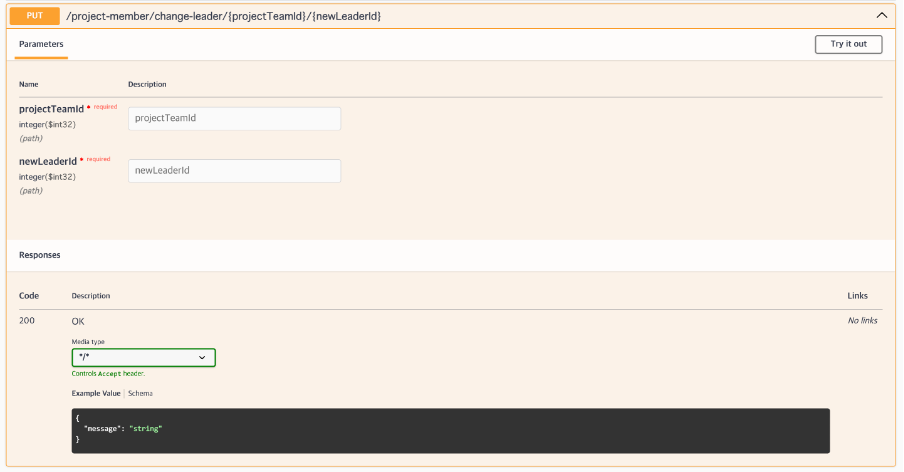 PUT /project-member/change-leader/{projectTeamId}/{newLeaderId}
Parameters
Try it out
Name Description
projectTeamId * required
integer($int32)
(path)
projectTeamId
newLeaderId * required
integer($int32)
(path)
newLeaderId
Responses
Code Description Links
200 OK No links
Media type
*/*
Controls Accept header.
Example Value | Schema
{
"message": "string"
}